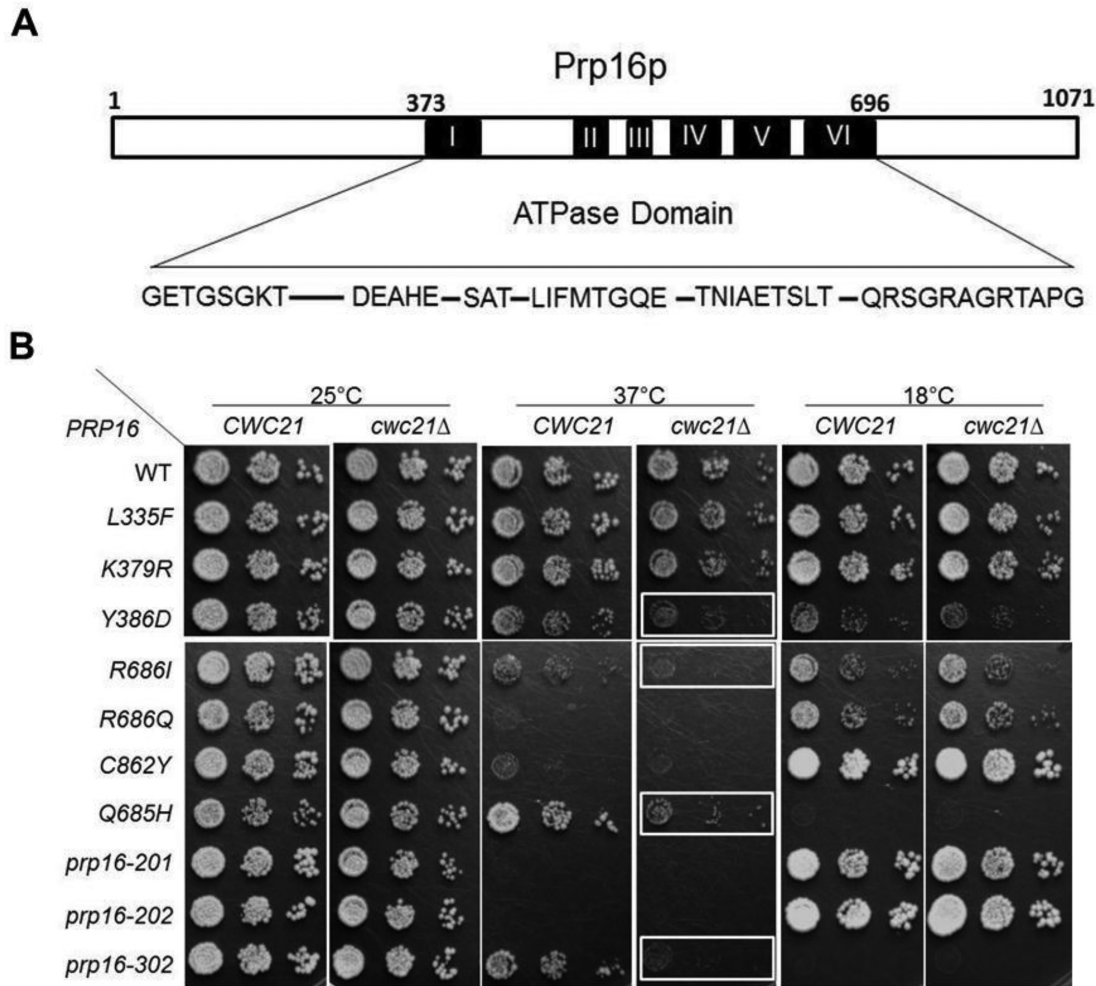 A
Prp16p
1 373 696 1071
I II III IV V VI
ATPase Domain
GETGSGKT DEAHE SAT LIFMTGQE TNIAETSLT QRSGRAGRTAPG
B
25°C 37°C 18°C
PRP16 CWC21 cwc21Δ CWC21 cwc21Δ CWC21 cwc21Δ
WT
L335F
K379R
Y386D
R686I
R686Q
C862Y
Q685H
prp16-201
prp16-202
prp16-302